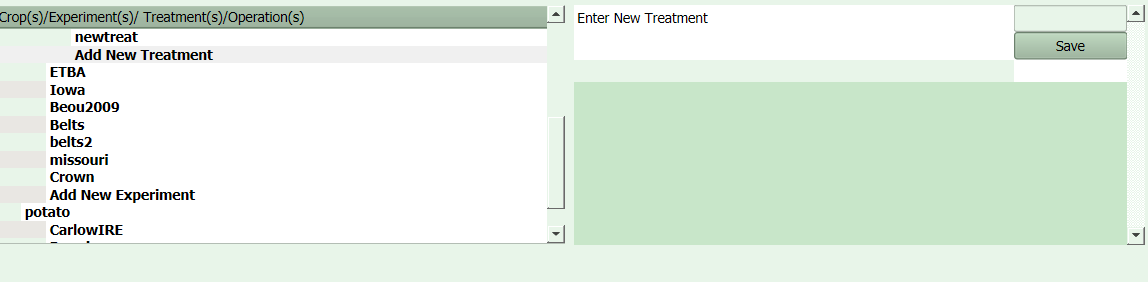 Crop(s)/Experiment(s)/ Treatment(s)/Operation(s)
newtreat
Add New Treatment
ETBA
Iowa
Beou2009
Belts
belts2
missouri
Crown
Add New Experiment
potato
CarlowIRE
Enter New Treatment
Save